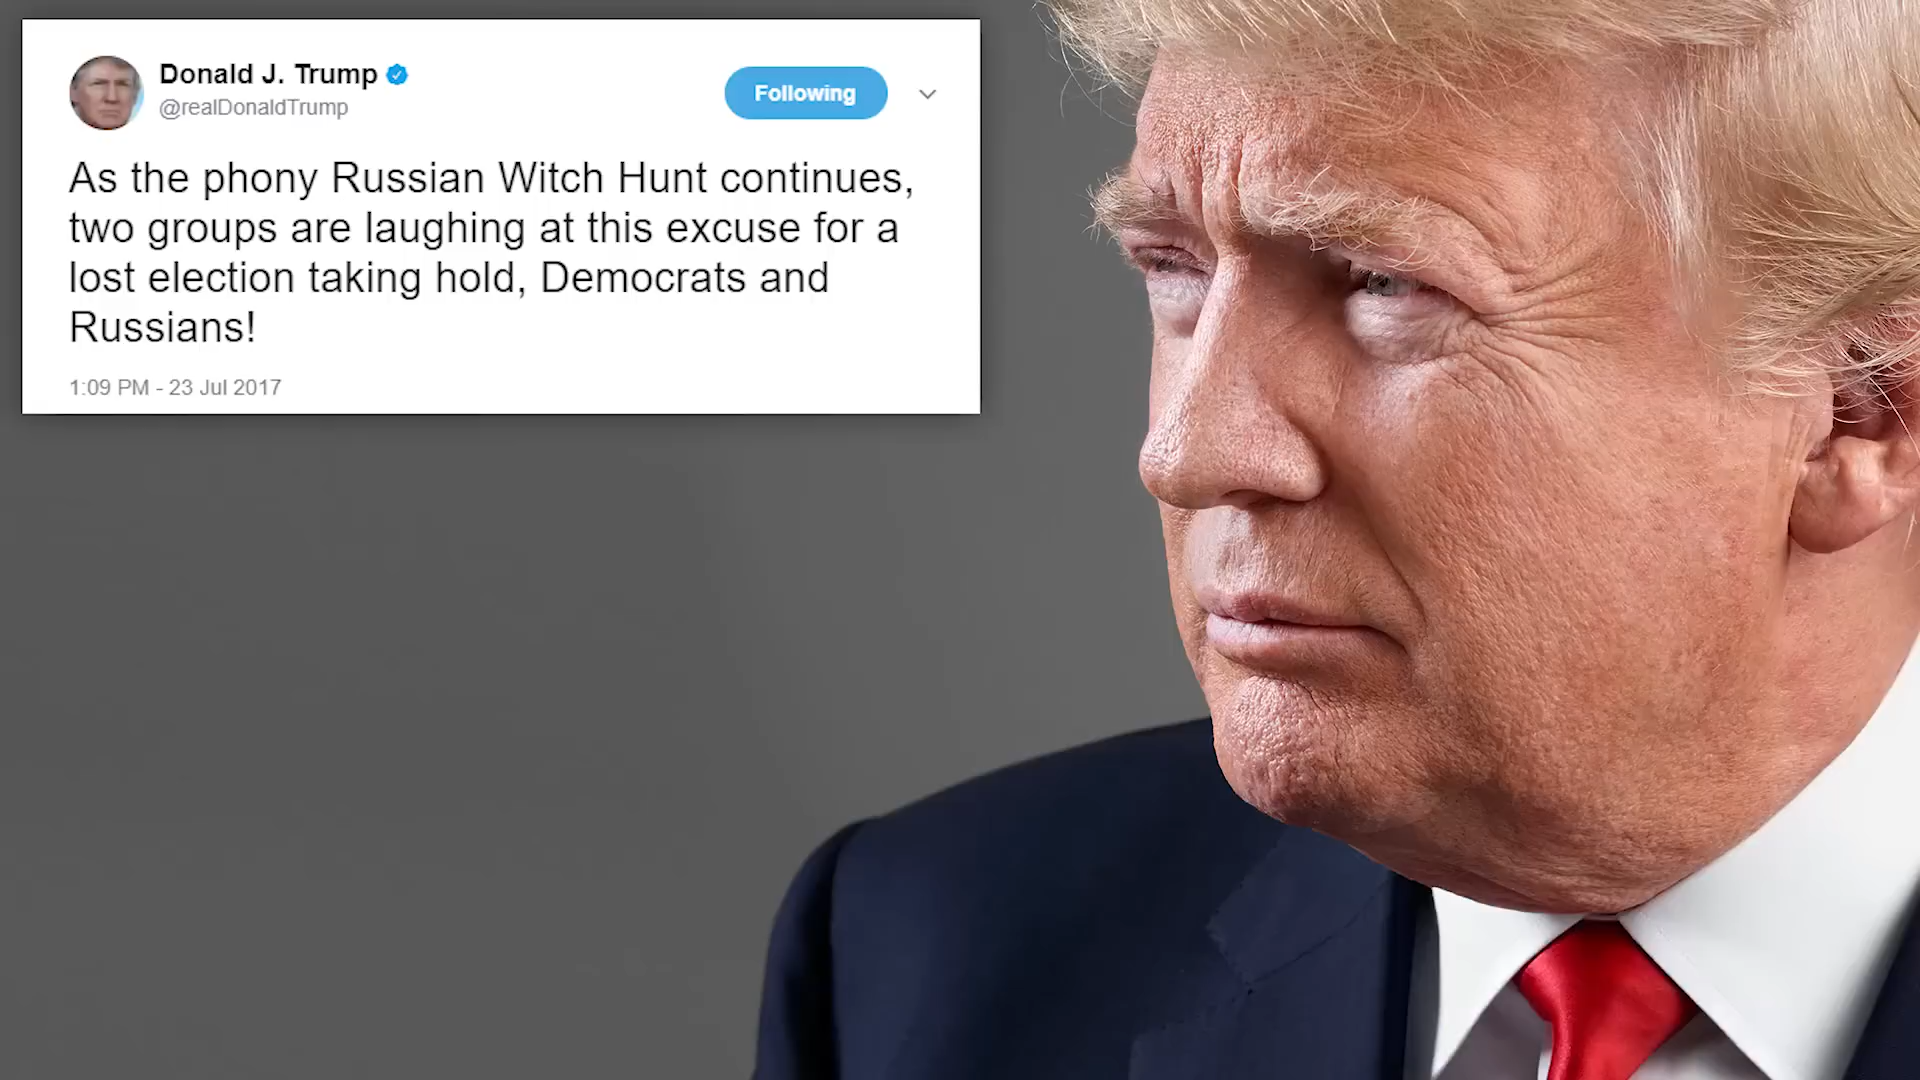 Donald J. Trump
@realDonaldTrump
Following
As the phony Russian Witch Hunt continues,
two groups are laughing at this excuse for a
lost election taking hold, Democrats and
Russians!
1:09 PM - 23 Jul 2017